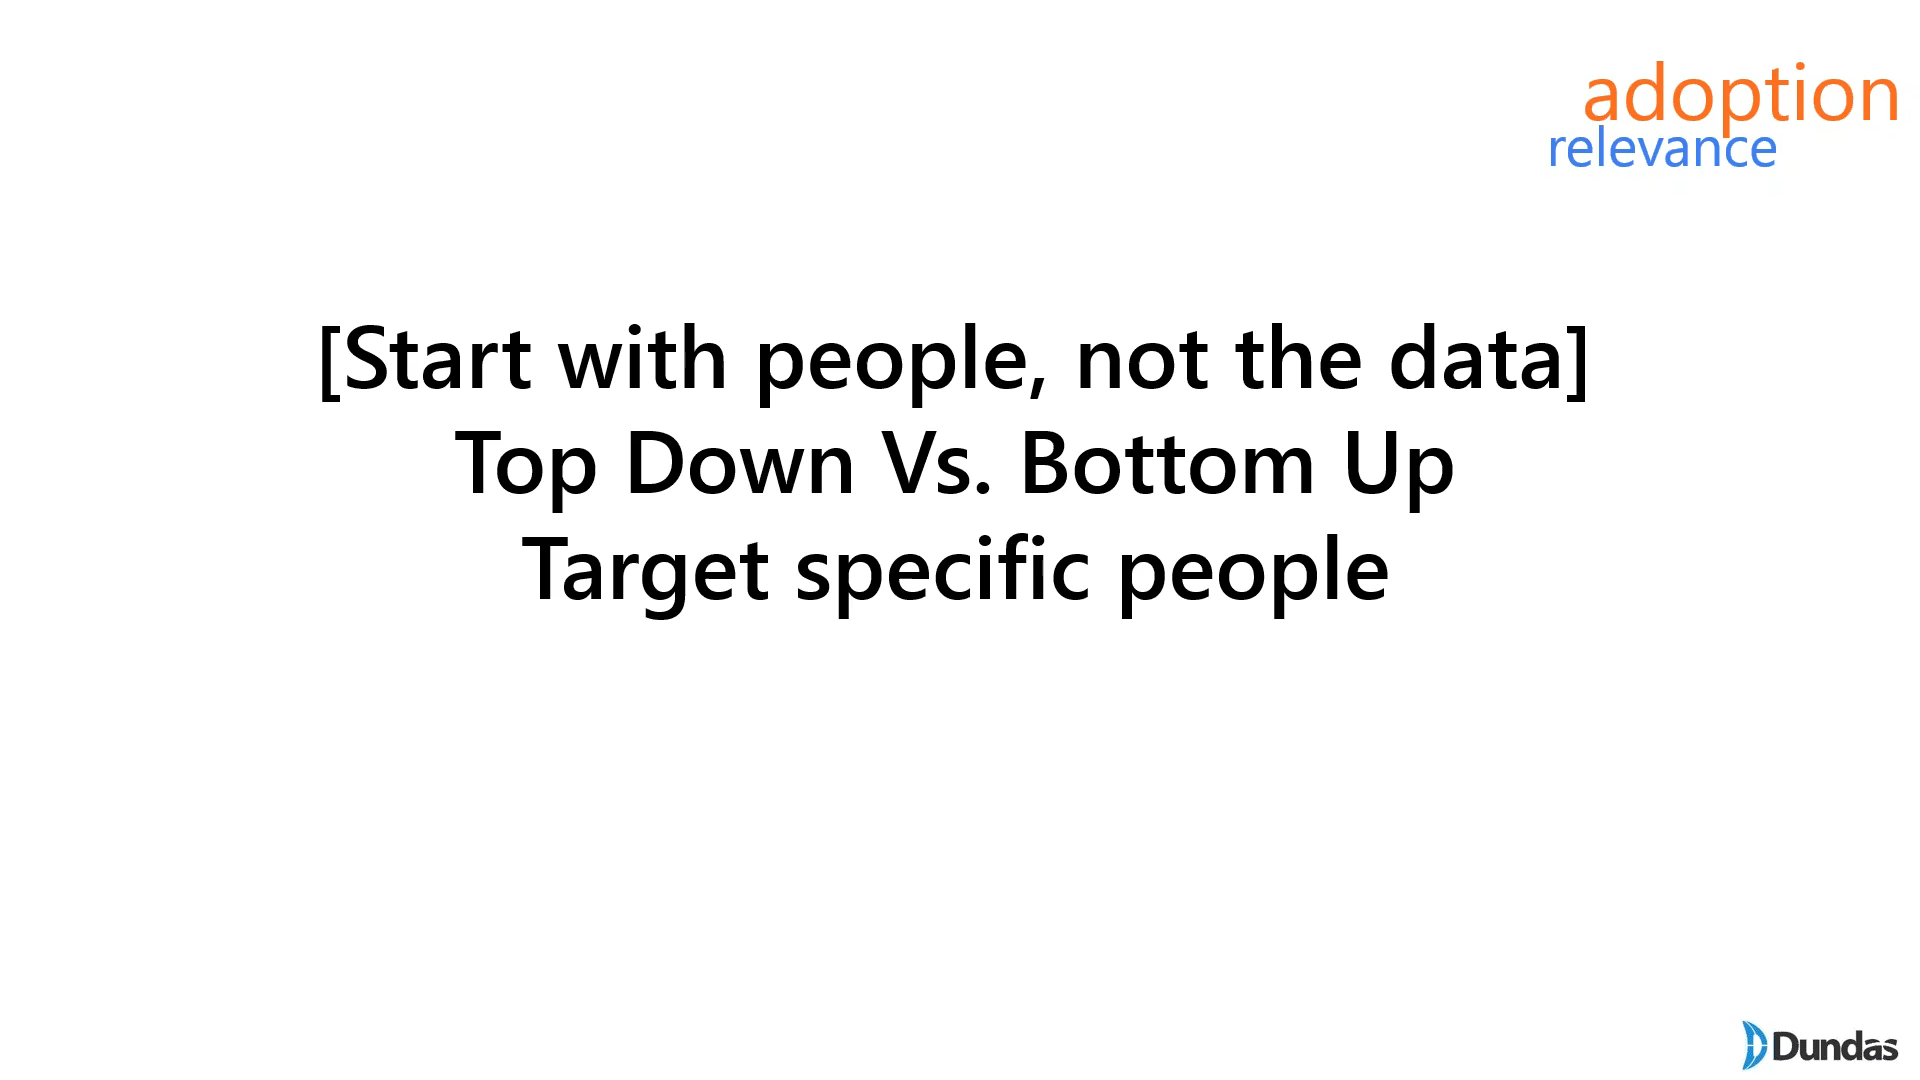 adoption
relevance
[Start with people, not the data]
Top Down Vs. Bottom Up
Target specific people
Dundas